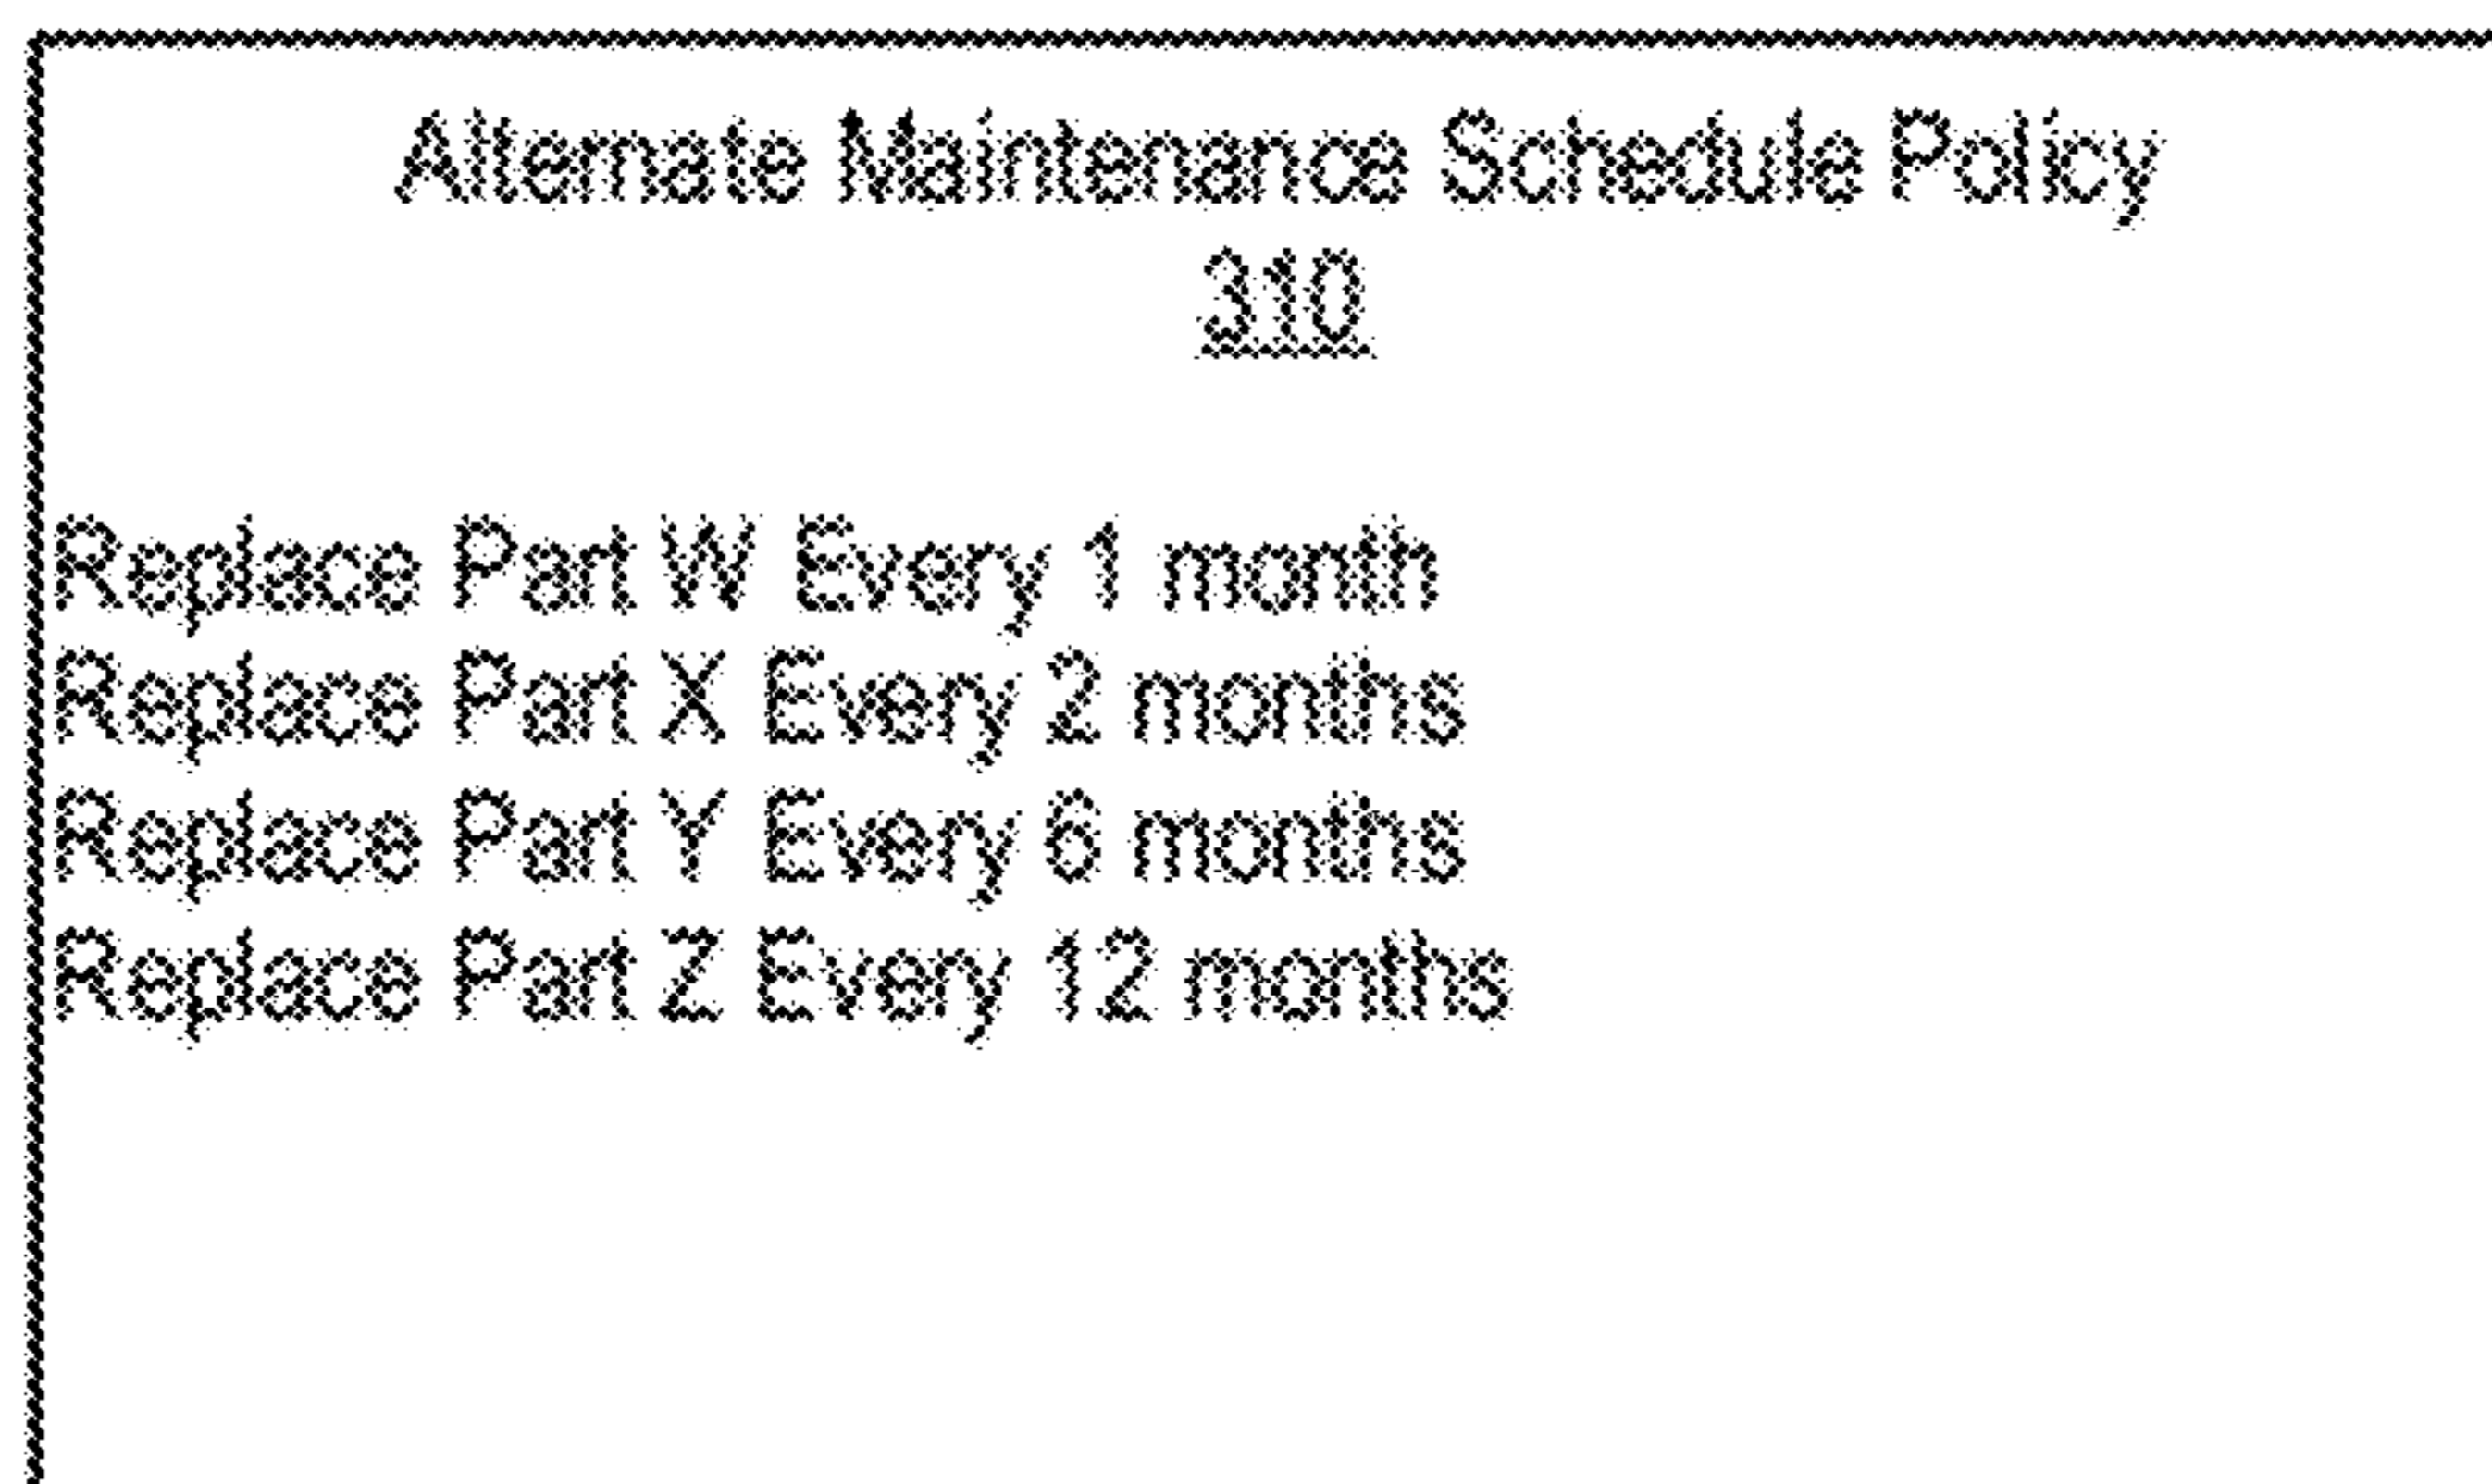 Alternate Maintenance Schedule Policy
310
Replace Part W Every 1 month
Replace Part X Every 2 months
Replace Part Y Every 6 months
Replace Part Z Every 12 months